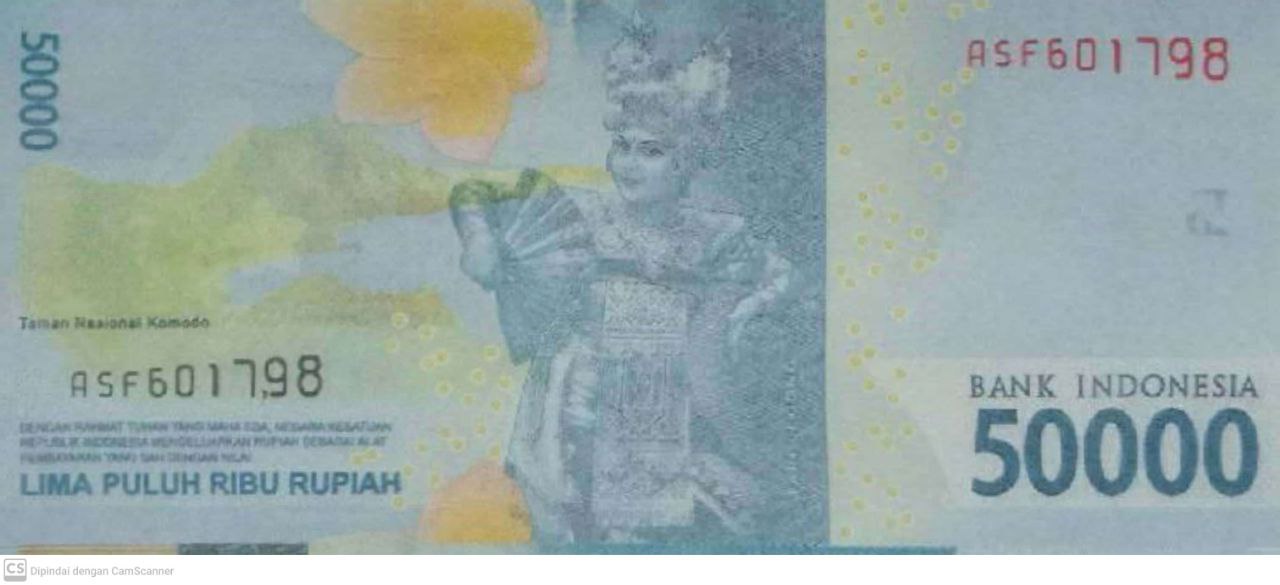 50000
ASF601798
Taman Nasional Komodo
ASF601798
DENGAN RAHMAT TUHAN YANG MAHA ESA, NEGARA KESATUAN
REPUBLIK INDONESIA MENGELUARKAN RUPIAH SEBAGAI ALAT
PEMBAYARAN YANG SAH DENGAN NILAI
LIMA PULUH RIBU RUPIAH
BANK INDONESIA
50000
CS Dipindai dengan CamScanner